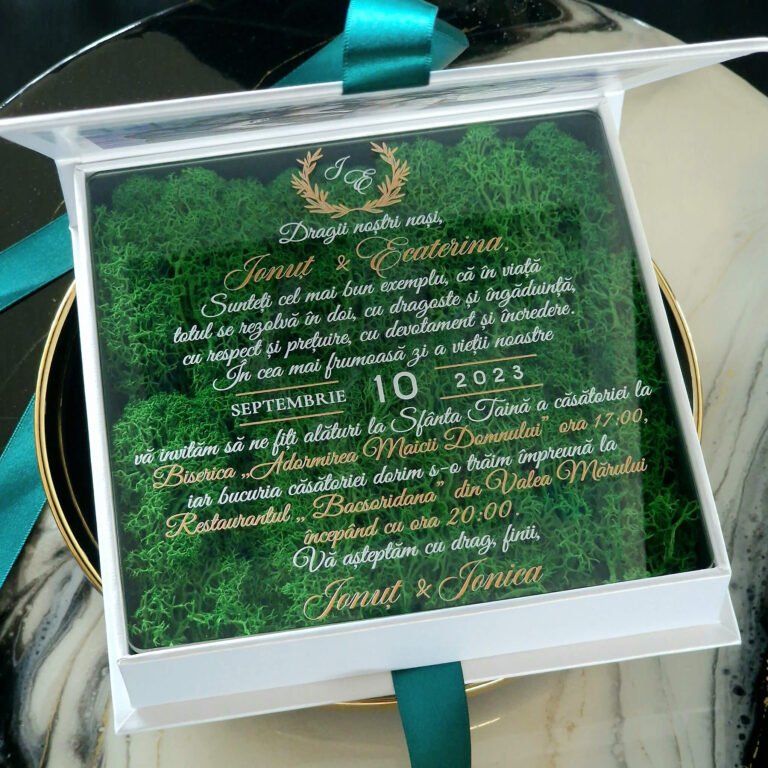 I E
Dragii noștri nași,
Ionuț & Ecaterina,
Sunteți cel mai bun exemplu, că în viață
totul se rezolvă în doi, cu dragoste și îngăduință,
cu respect și prețuire, cu devotament și încredere.
În cea mai frumoasă zi a vieții noastre
SEPTEMBRIE 10 2023
vă invităm să ne fiți alături la Sfânta Taină a căsătoriei la
Biserica „Adormirea Maicii Domnului" ora 17:00,
iar bucuria căsătoriei dorim s-o trăim împreună la
Restaurantul „ Bacsoridana" din Valea Mărului
începând cu ora 20:00.
Vă așteptăm cu drag, finii,
Ionuț & Ionica